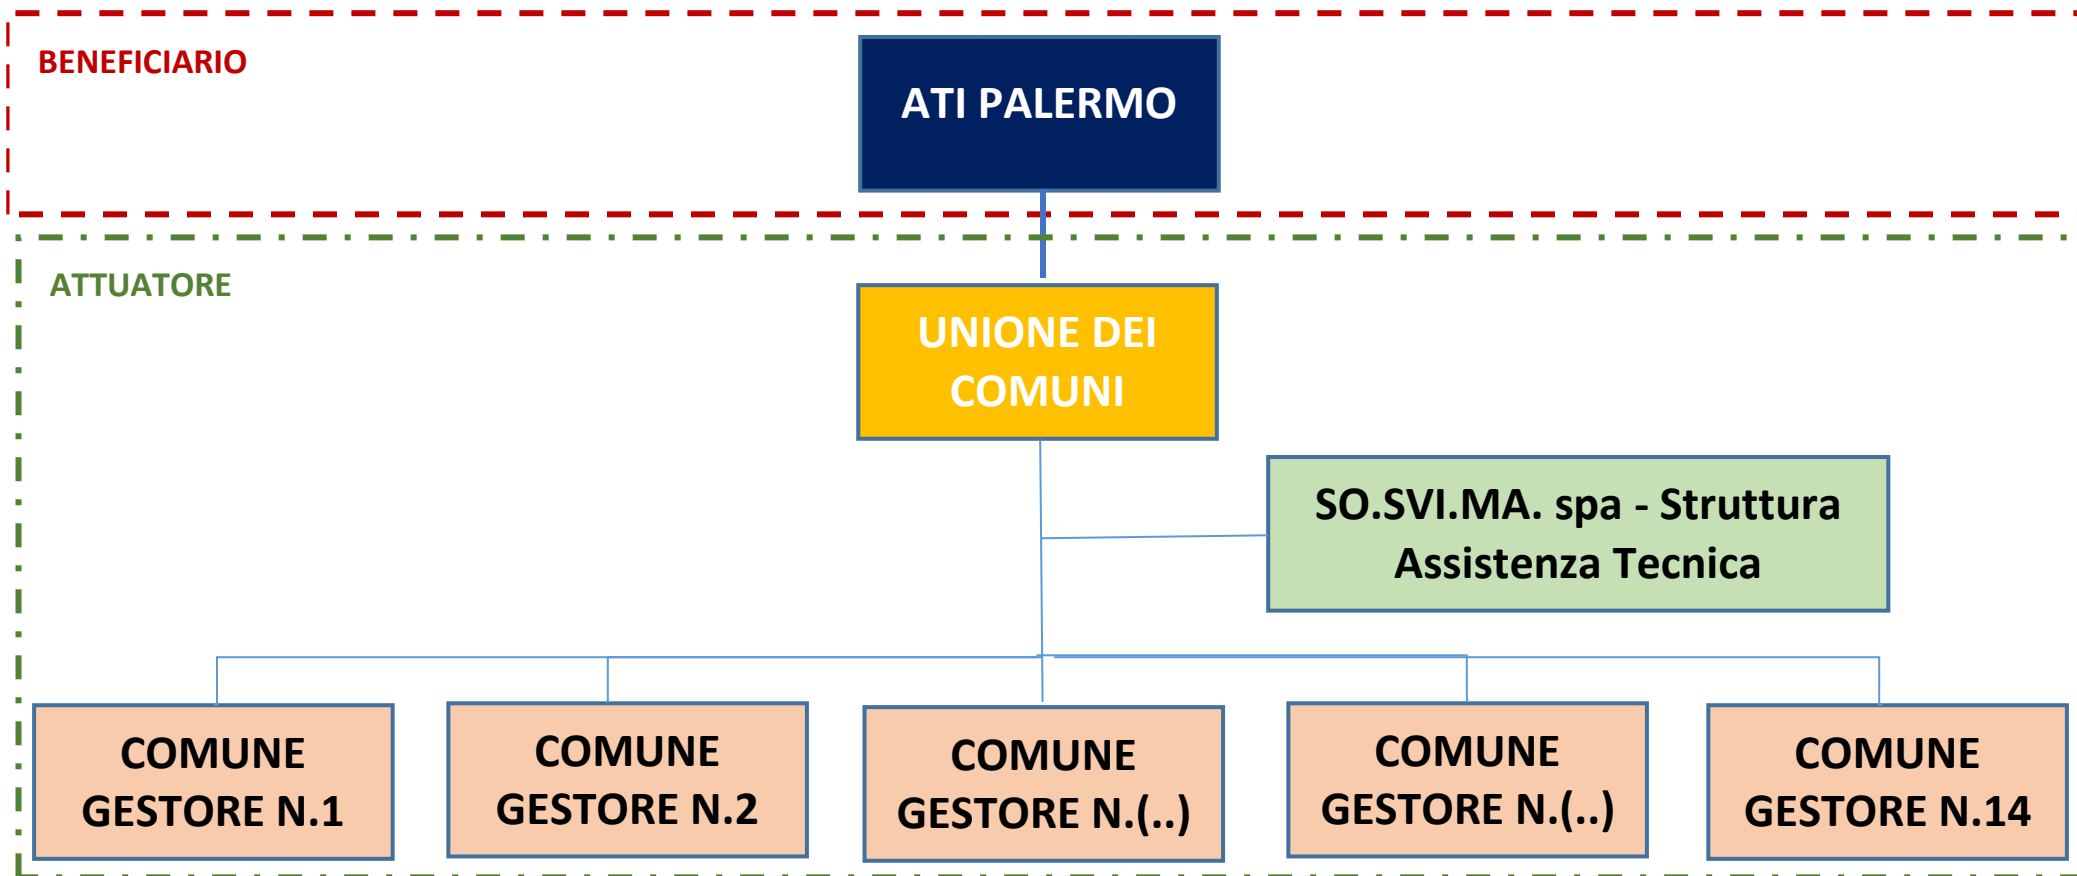 BENEFICIARIO
ATI PALERMO
ATTUATORE
UNIONE DEI
COMUNI
SO.SVI.MA. spa - Struttura
Assistenza Tecnica
COMUNE
GESTORE N.1
COMUNE
GESTORE N.2
COMUNE
GESTORE N.(..)
COMUNE
GESTORE N.(..)
COMUNE
GESTORE N.14